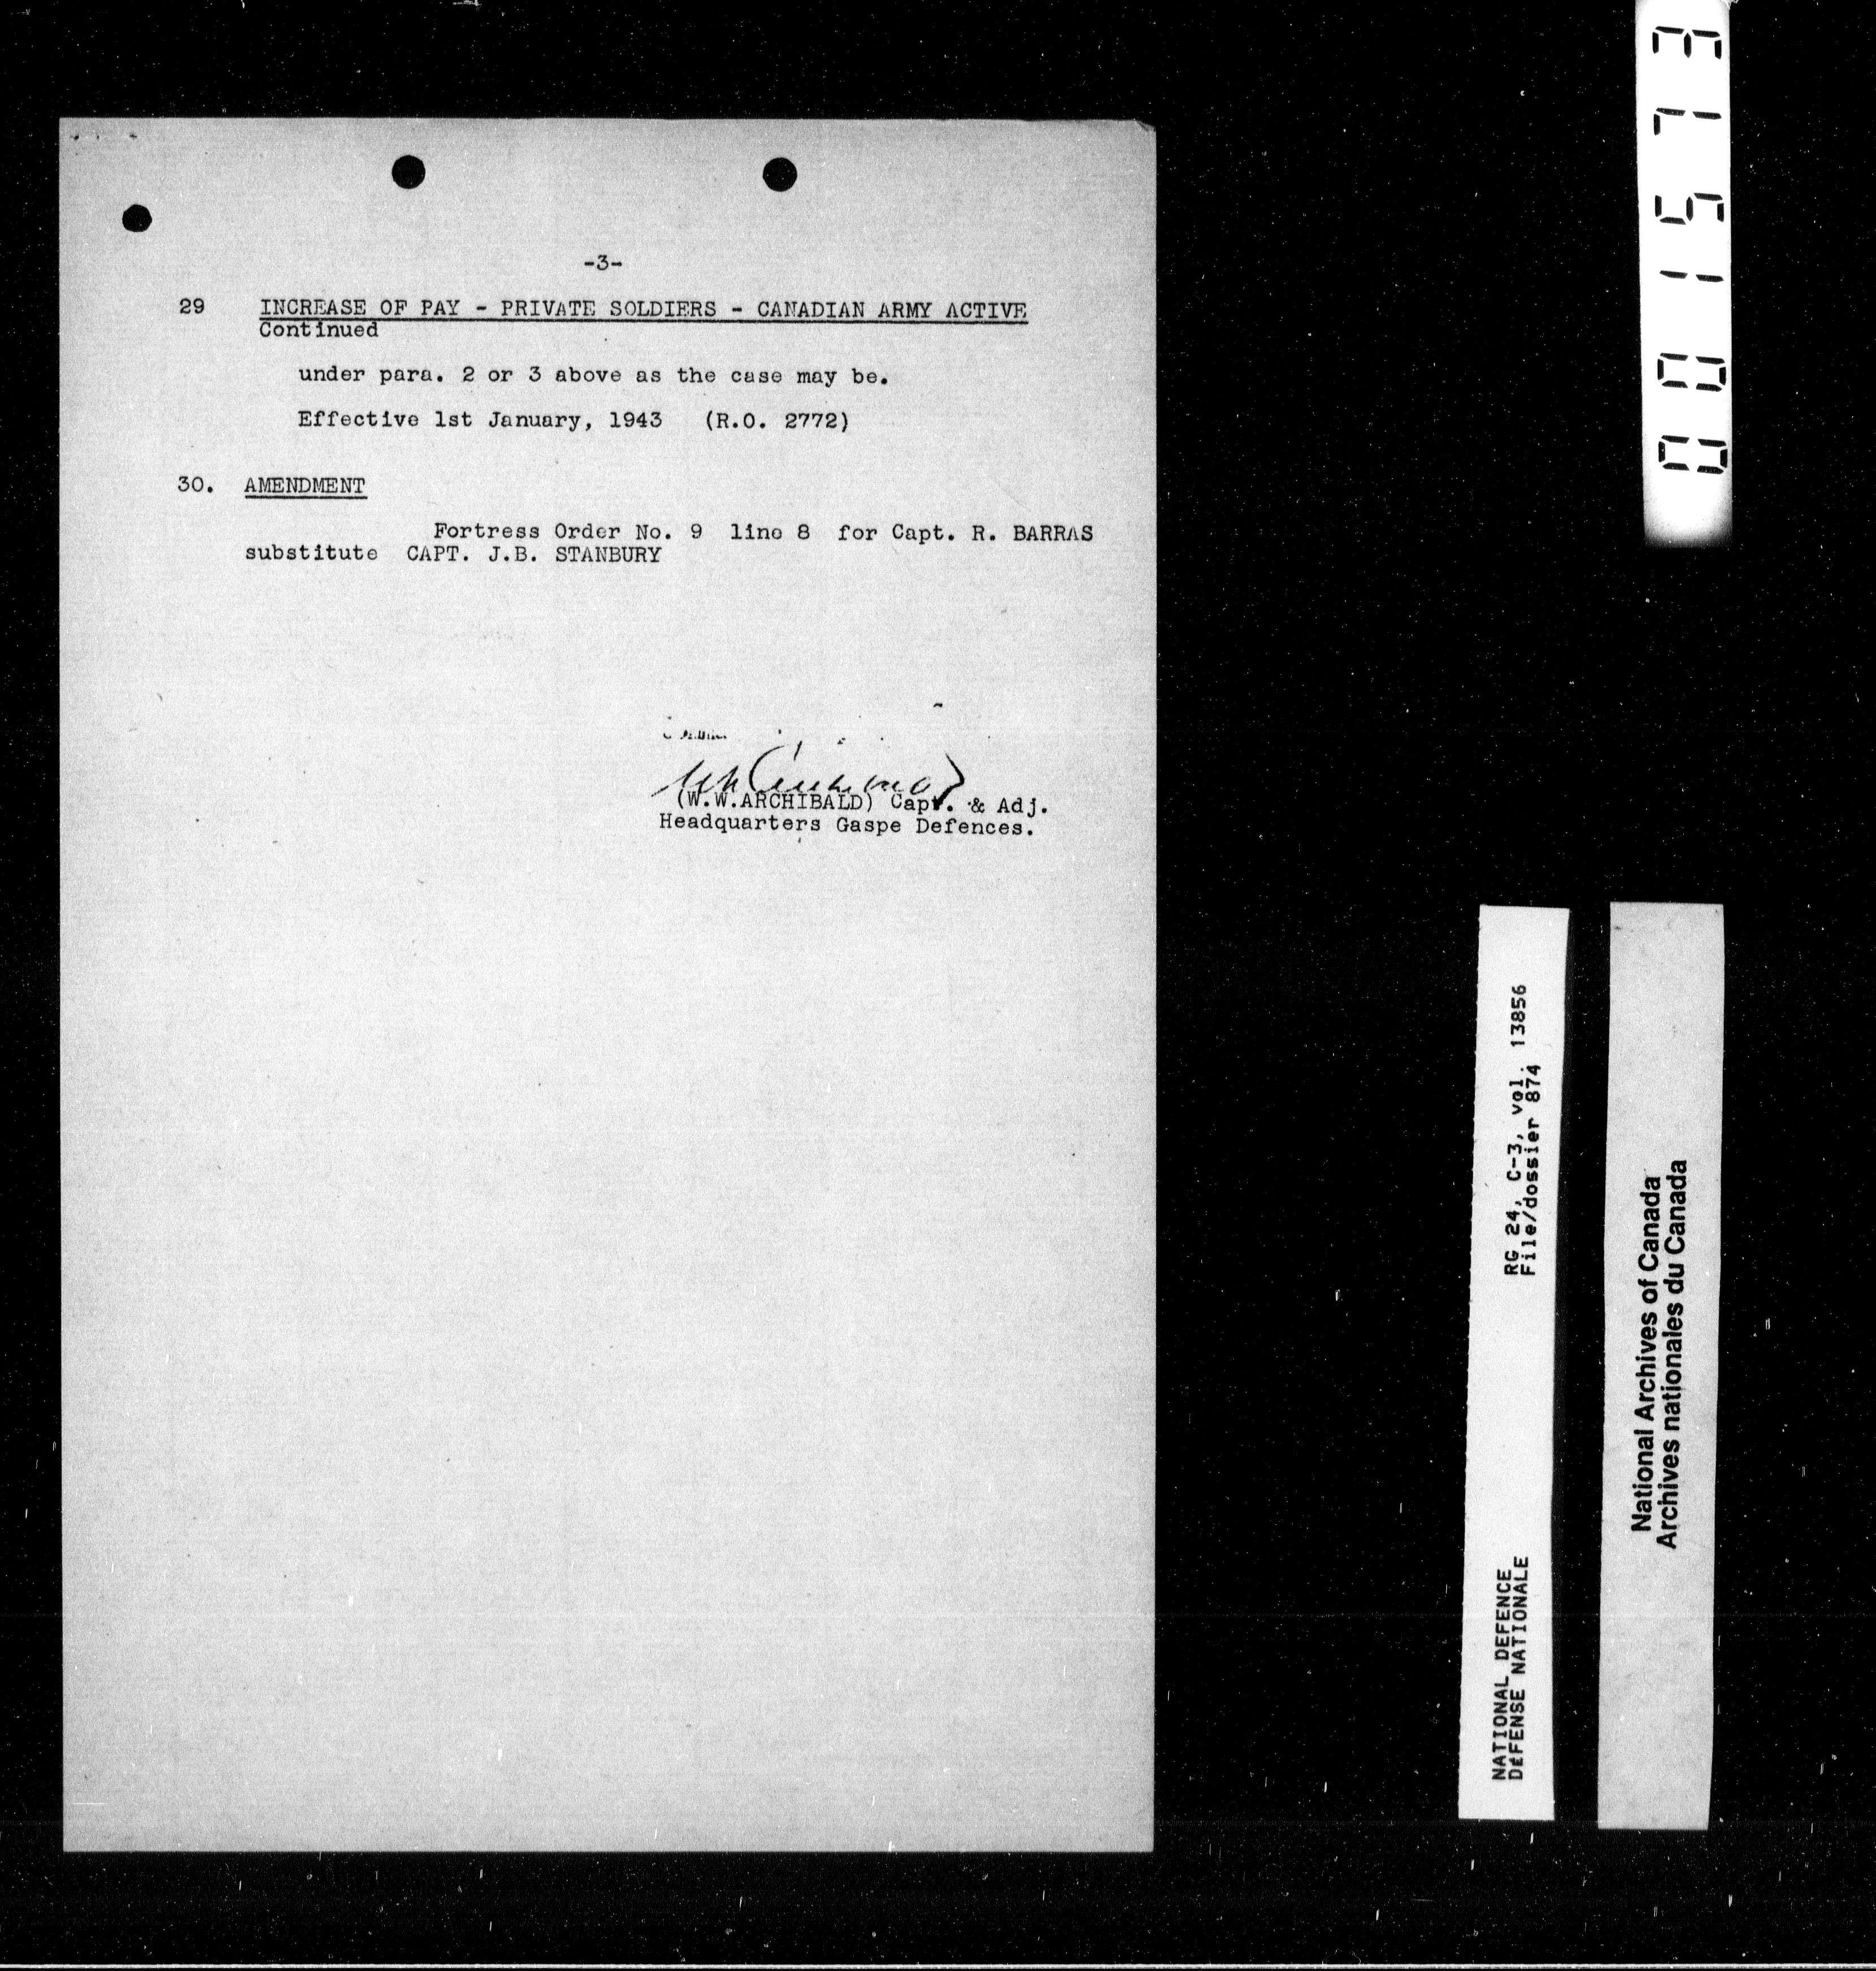 -3-
29 INCREASE OF PAY - PRIVATE SOLDIERS - CANADIAN ARMY ACTIVE
Continued
under para. 2 or 3 above as the case may be.
Effective 1st January, 1943 (R.O. 2772)
30. AMENDMENT
Fortress Order No. 9 line 8 for Capt. R. BARRAS
substitute CAPT. J.B. STANBURY
(W.W.ARCHIBALD) Capt. & Adj.
Headquarters Gaspe Defences.
001573
NATIONAL DEFENCE
DéFENSE NATIONALE
RG 24, C-3, vol. 13856
File/dossier 874
National Archives of Canada
Archives nationales du Canada